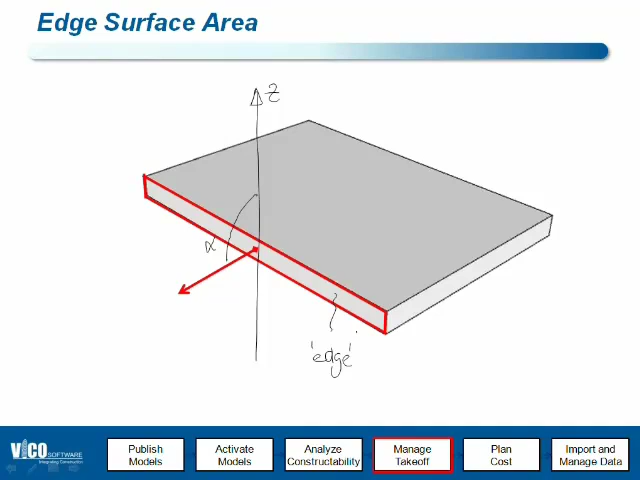 Edge Surface Area
Z
α
'edge'
VICO SOFTWARE
Integrating Construction
Publish
Models
Activate
Models
Analyze
Constructability
Manage
Takeoff
Plan
Cost
Import and
Manage Data